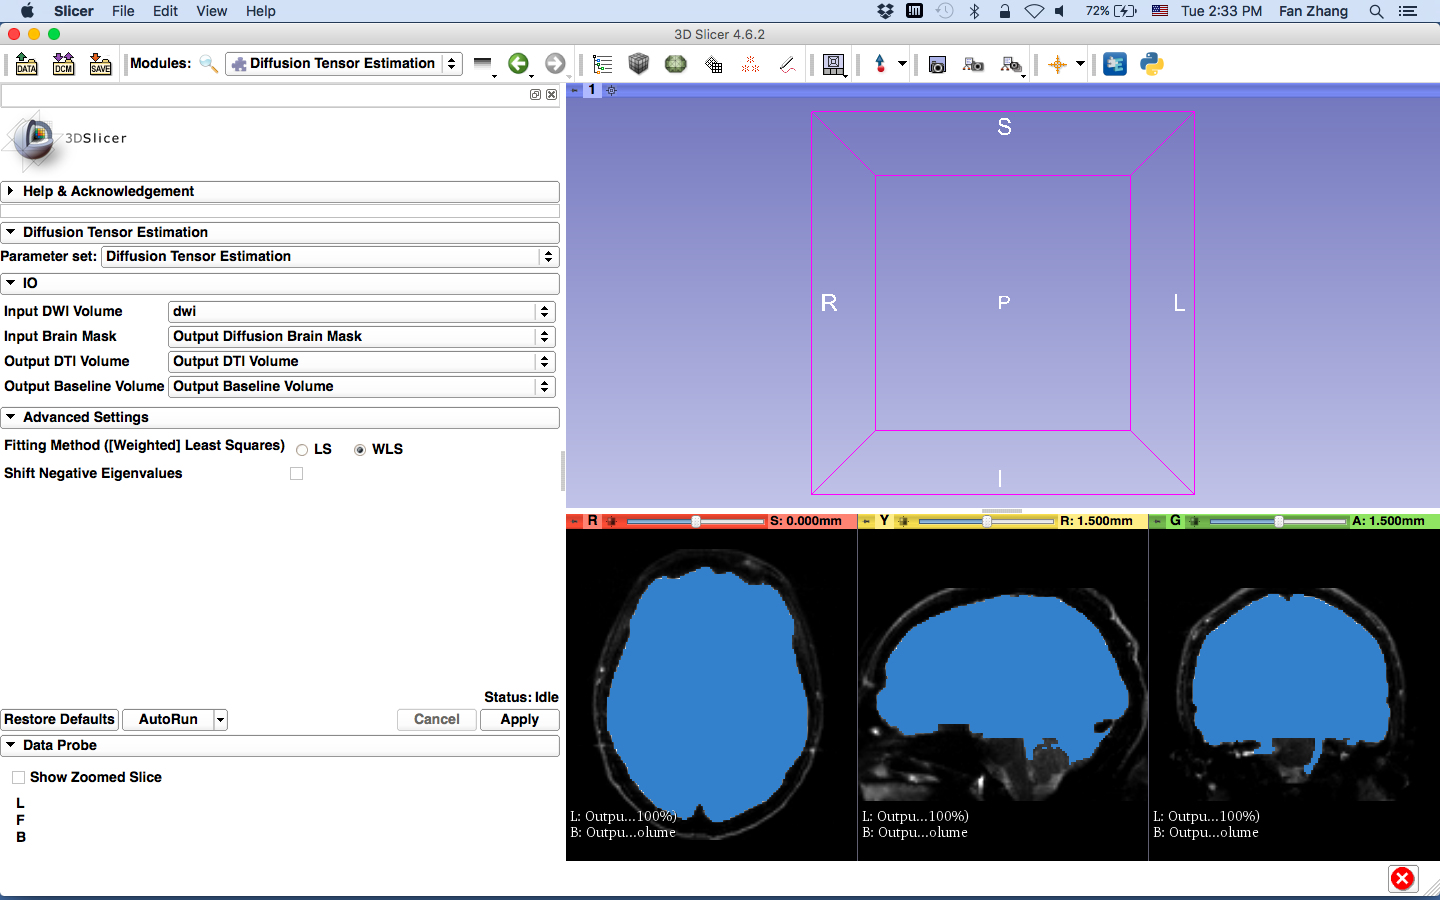 Slicer File Edit View Help 72% Tue 2:33 PM Fan Zhang
3D Slicer 4.6.2
DATA DCM SAVE Modules: Diffusion Tensor Estimation
3DSlicer
Help & Acknowledgement
Diffusion Tensor Estimation
Parameter set: Diffusion Tensor Estimation
IO
Input DWI Volume dwi
Input Brain Mask Output Diffusion Brain Mask
Output DTI Volume Output DTI Volume
Output Baseline Volume Output Baseline Volume
Advanced Settings
Fitting Method ([Weighted] Least Squares) LS WLS
Shift Negative Eigenvalues
Status: Idle
Restore Defaults AutoRun Cancel Apply
Data Probe
Show Zoomed Slice
L
F
B
1
S
R P L
I
R S: 0.000mm
Y R: 1.500mm
G A: 1.500mm
L: Outpu...100%)
B: Outpu...olume
L: Outpu...100%)
B: Outpu...olume
L: Outpu...100%)
B: Outpu...olume